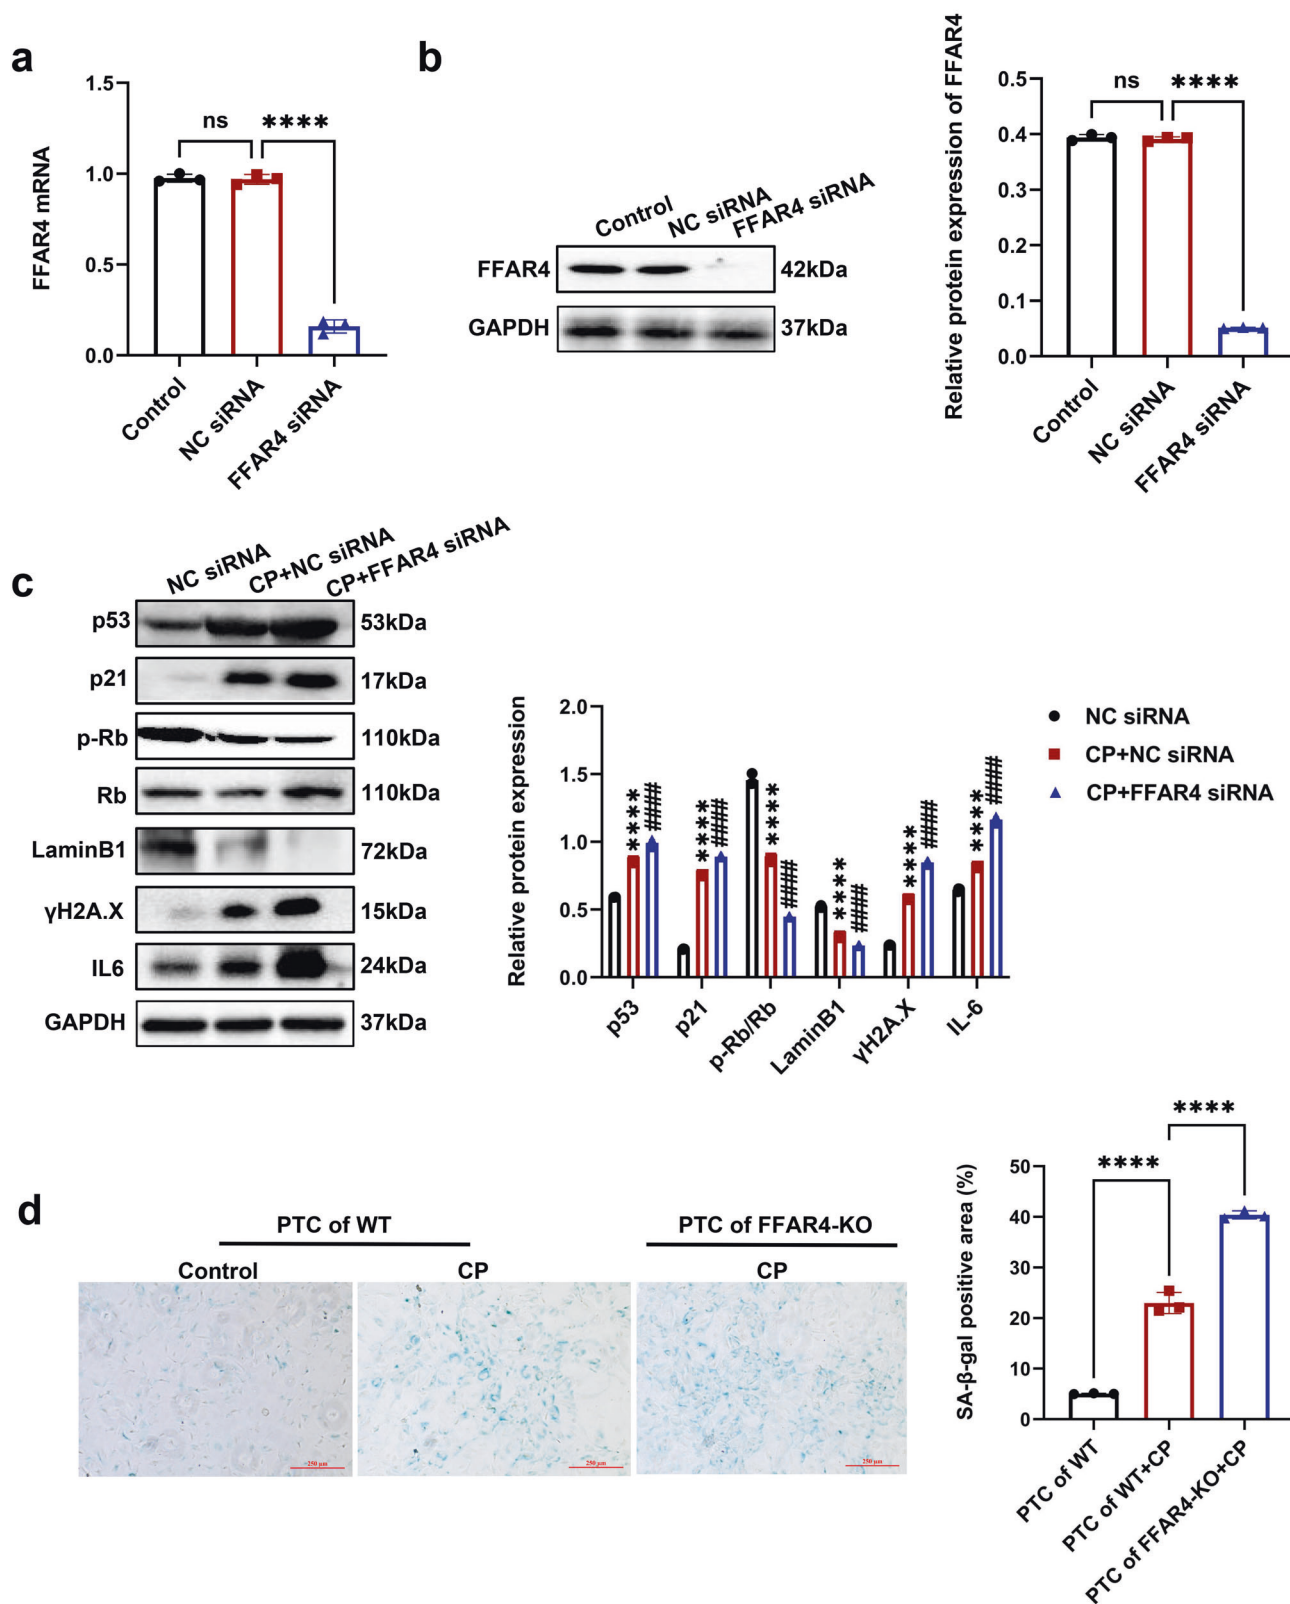 a
FFAR4 mRNA
1.5
1.0
0.5
0.0
ns
****
Control
NC siRNA
FFAR4 siRNA
b
Control
NC siRNA
FFAR4 siRNA
FFAR4
42kDa
GAPDH
37kDa
Relative protein expression of FFAR4
0.5
0.4
0.3
0.2
0.1
0.0
ns
****
Control
NC siRNA
FFAR4 siRNA
c
NC siRNA
CP+NC siRNA
CP+FFAR4 siRNA
p53
53kDa
p21
17kDa
p-Rb
110kDa
Rb
110kDa
LaminB1
72kDa
γH2A.X
15kDa
IL6
24kDa
GAPDH
37kDa
Relative protein expression
2.0
1.5
1.0
0.5
0.0
****
####
****
####
****
####
****
####
****
####
****
####
p53
p21
p-Rb/Rb
LaminB1
γH2A.X
IL-6
NC siRNA
CP+NC siRNA
CP+FFAR4 siRNA
d
PTC of WT
PTC of FFAR4-KO
Control
CP
CP
250 μm
250 μm
250 μm
SA-β-gal positive area (%)
50
40
30
20
10
0
****
****
PTC of WT
PTC of WT+CP
PTC of FFAR4-KO+CP